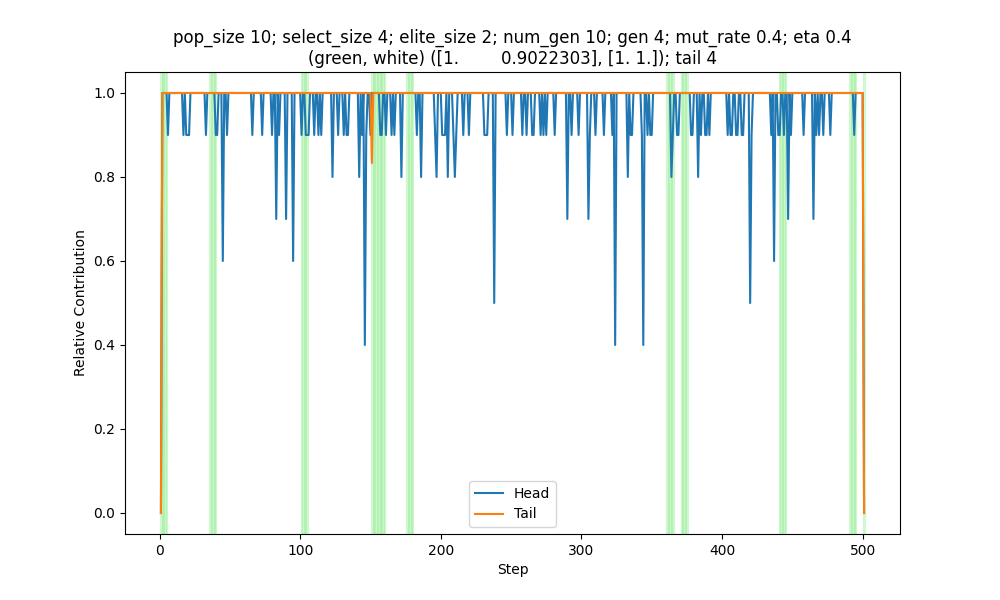 pop_size 10; select_size 4; elite_size 2; num_gen 10; gen 4; mut_rate 0.4; eta 0.4
(green, white) ([1. 0.9022303], [1. 1.]); tail 4
1.0
0.8
0.6
0.4
0.2
0.0
Relative Contribution
Head
Tail
0
100
200
300
400
500
Step